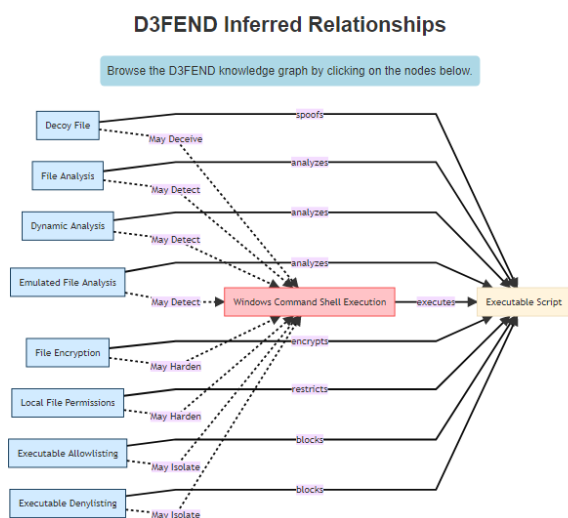 D3FEND Inferred Relationships
Browse the D3FEND knowledge graph by clicking on the nodes below.
Decoy File
spoofs
May Deceive
File Analysis
analyzes
May Detect
Dynamic Analysis
analyzes
May Detect
Emulated File Analysis
analyzes
May Detect
Windows Command Shell Execution
executes
Executable Script
File Encryption
encrypts
May Harden
Local File Permissions
restricts
May Harden
Executable Allowlisting
blocks
May Isolate
Executable Denylisting
blocks
May Isolate